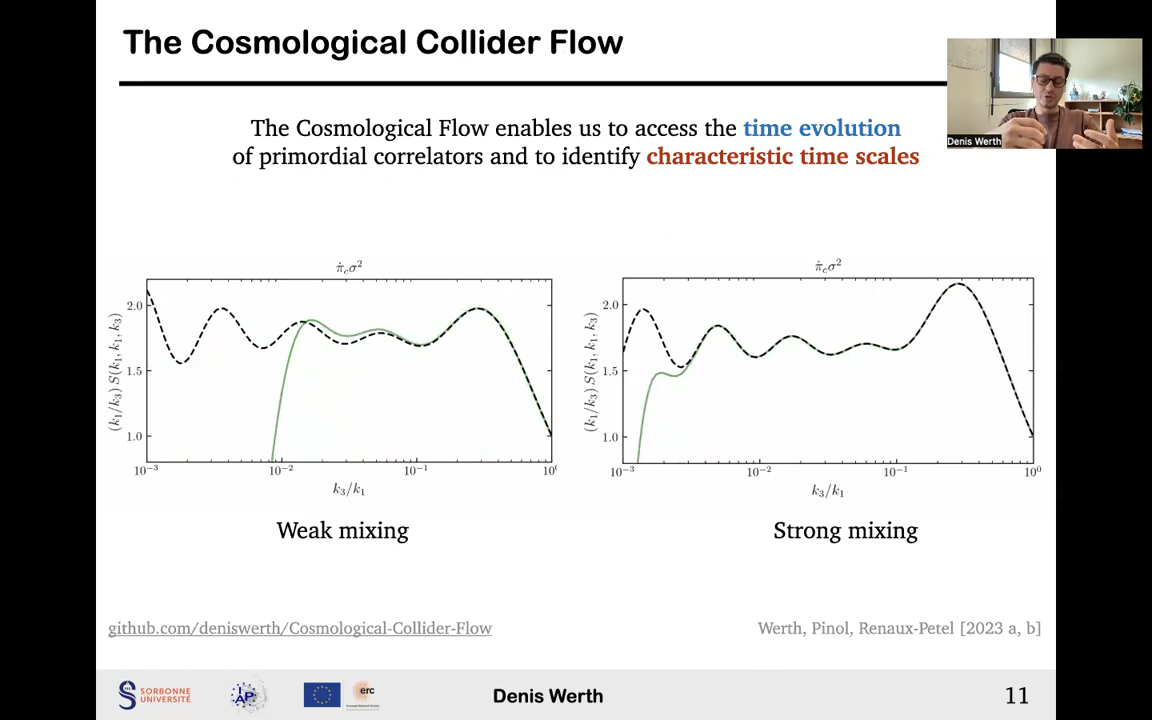 The Cosmological Collider Flow
Denis Werth
The Cosmological Flow enables us to access the time evolution
of primordial correlators and to identify characteristic time scales
π̇cσ²
(k₁/k₃) S(k₁, k₁, k₃)
2.0
1.5
1.0
10⁻³
10⁻²
10⁻¹
k₃/k₁
Weak mixing
π̇cσ²
(k₁/k₃) S(k₁, k₁, k₃)
2.0
1.5
1.0
10⁻³
10⁻²
10⁻¹
10⁰
k₃/k₁
Strong mixing
github.com/deniswerth/Cosmological-Collider-Flow
Werth, Pinol, Renaux-Petel [2023 a, b]
SORBONNE
UNIVERSITÉ
IAP
erc
Denis Werth
11